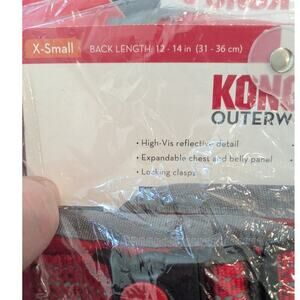 X-Small
BACK LENGTH: 12 - 14 in (31 - 36 cm)
KONG
OUTERW
• High-Vis reflective detail
• Expandable chest and belly panel
• Locking clasps